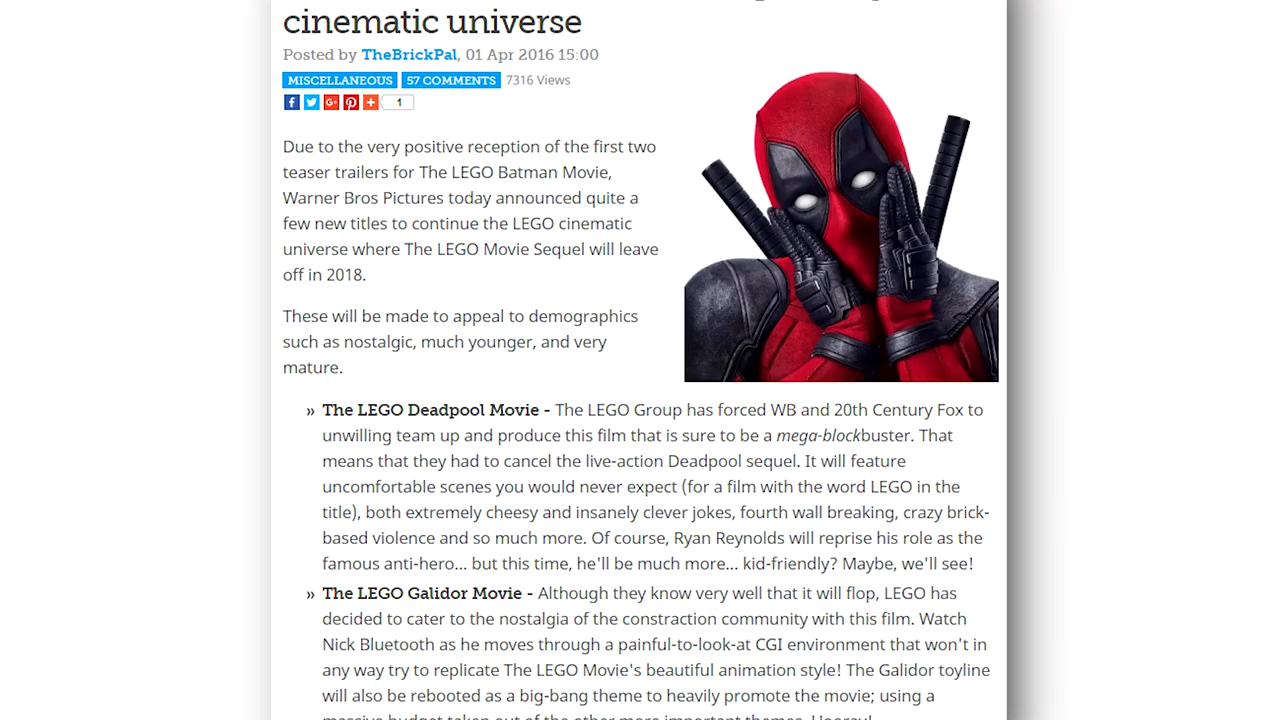 cinematic universe
Posted by TheBrickPal, 01 Apr 2016 15:00
MISCELLANEOUS 57 COMMENTS 7316 Views
1
Due to the very positive reception of the first two
teaser trailers for The LEGO Batman Movie,
Warner Bros Pictures today announced quite a
few new titles to continue the LEGO cinematic
universe where The LEGO Movie Sequel will leave
off in 2018.
These will be made to appeal to demographics
such as nostalgic, much younger, and very
mature.
» The LEGO Deadpool Movie - The LEGO Group has forced WB and 20th Century Fox to
unwilling team up and produce this film that is sure to be a mega-blockbuster. That
means that they had to cancel the live-action Deadpool sequel. It will feature
uncomfortable scenes you would never expect (for a film with the word LEGO in the
title), both extremely cheesy and insanely clever jokes, fourth wall breaking, crazy brick-
based violence and so much more. Of course, Ryan Reynolds will reprise his role as the
famous anti-hero... but this time, he'll be much more... kid-friendly? Maybe, we'll see!
» The LEGO Galidor Movie - Although they know very well that it will flop, LEGO has
decided to cater to the nostalgia of the constraction community with this film. Watch
Nick Bluetooth as he moves through a painful-to-look-at CGI environment that won't in
any way try to replicate The LEGO Movie's beautiful animation style! The Galidor toyline
will also be rebooted as a big-bang theme to heavily promote the movie; using a
massive budget taken out of the other more important themes. Hooray!